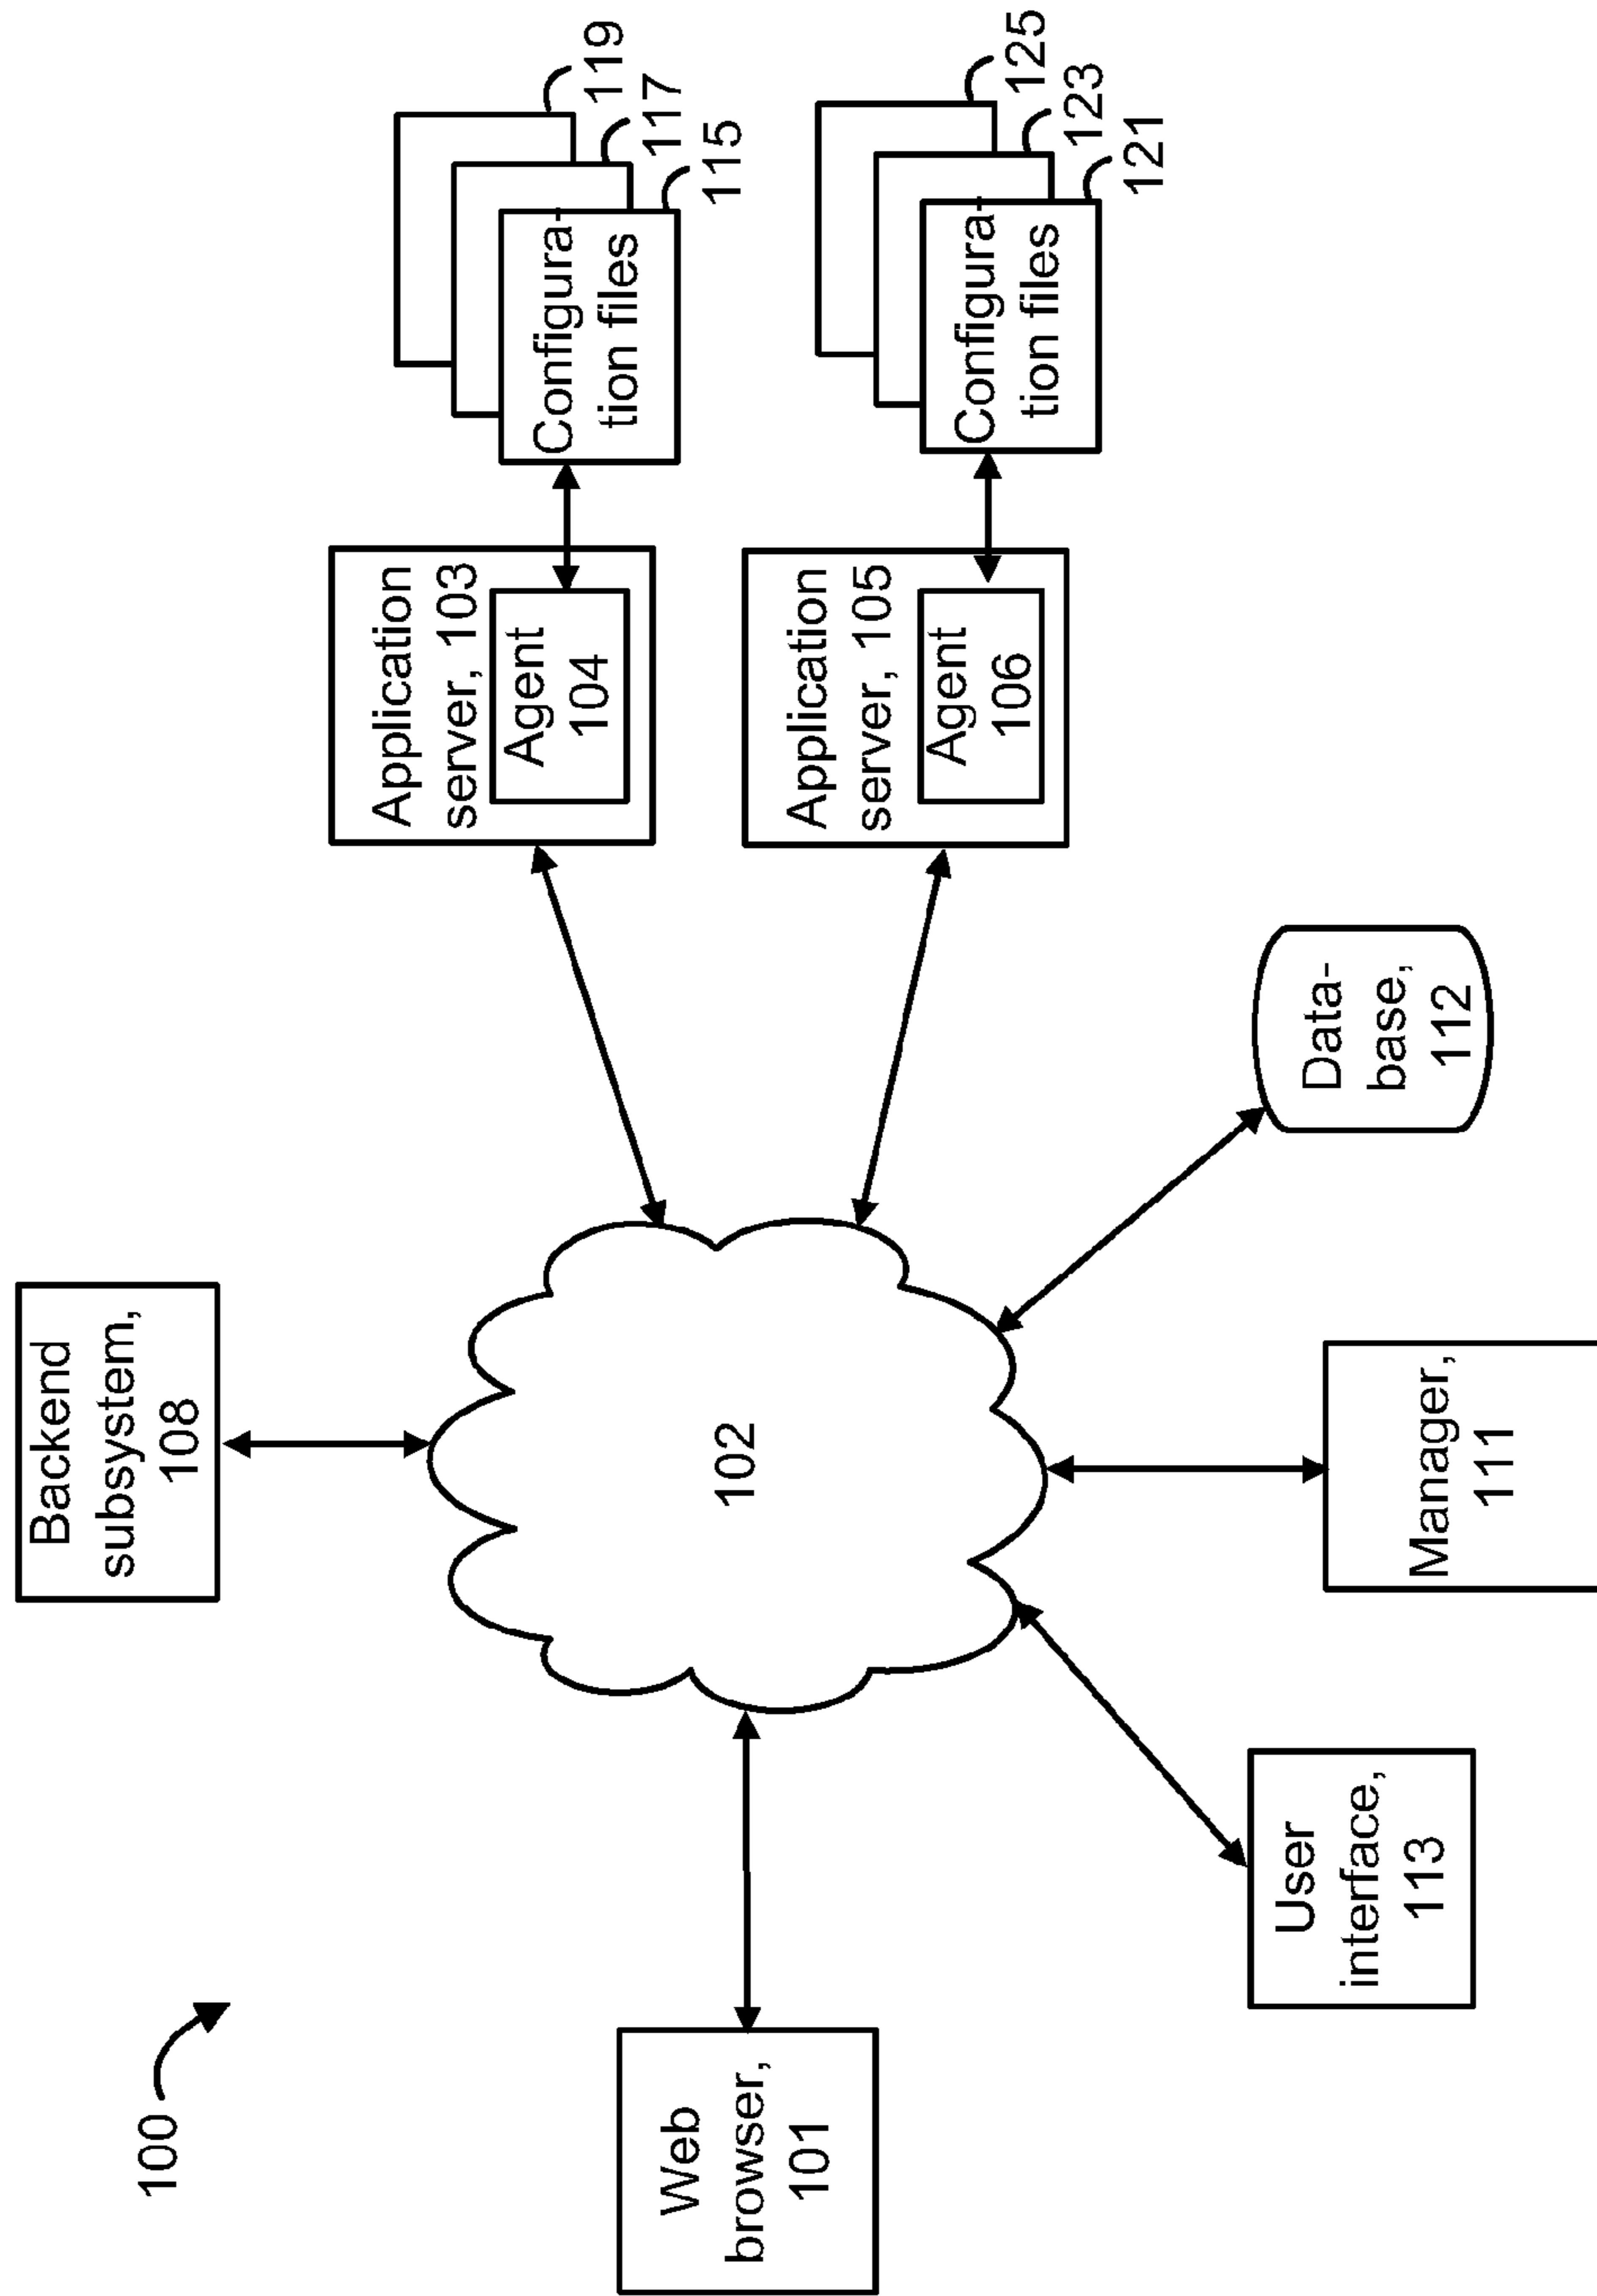 100
Backend
subsystem,
108
Web
browser,
101
102
Application
server, 103
Agent
104
Configura-
tion files
119
117
115
Application
server, 105
Agent
106
Configura-
tion files
125
123
121
User
interface,
113
Manager,
111
Data-
base,
112